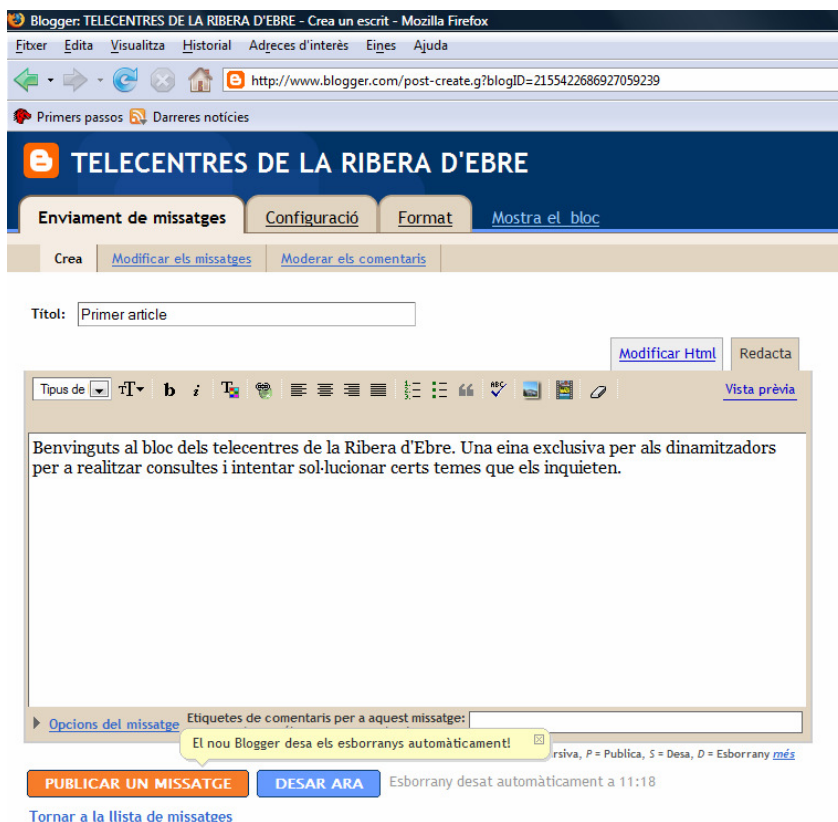 Blogger: TELECENTRES DE LA RIBERA D'EBRE - Crea un escrit - Mozilla Firefox
Fitxer Edita Visualitza Historial Adreces d'interès Eines Ajuda
http://www.blogger.com/post-create.g?blogID=2155422686927059239
Primers passos Darreres notícies
TELECENTRES DE LA RIBERA D'EBRE
Enviament de missatges Configuració Format Mostra el bloc
Crea Modificar els missatges Moderar els comentaris
Títol: Primer article
Modificar Html Redacta
Tipus de Vista prèvia
Benvinguts al bloc dels telecentres de la Ribera d'Ebre. Una eina exclusiva per als dinamitzadors
per a realitzar consultes i intentar sol·lucionar certs temes que els inquieten.
Opcions del missatge Etiquetes de comentaris per a aquest missatge:
El nou Blogger desa els esborranys automàticament!
rsiva, P = Publica, S = Desa, D = Esborrany més
PUBLICAR UN MISSATGE DESAR ARA Esborrany desat automàticament a 11:18
Tornar a la llista de missatges